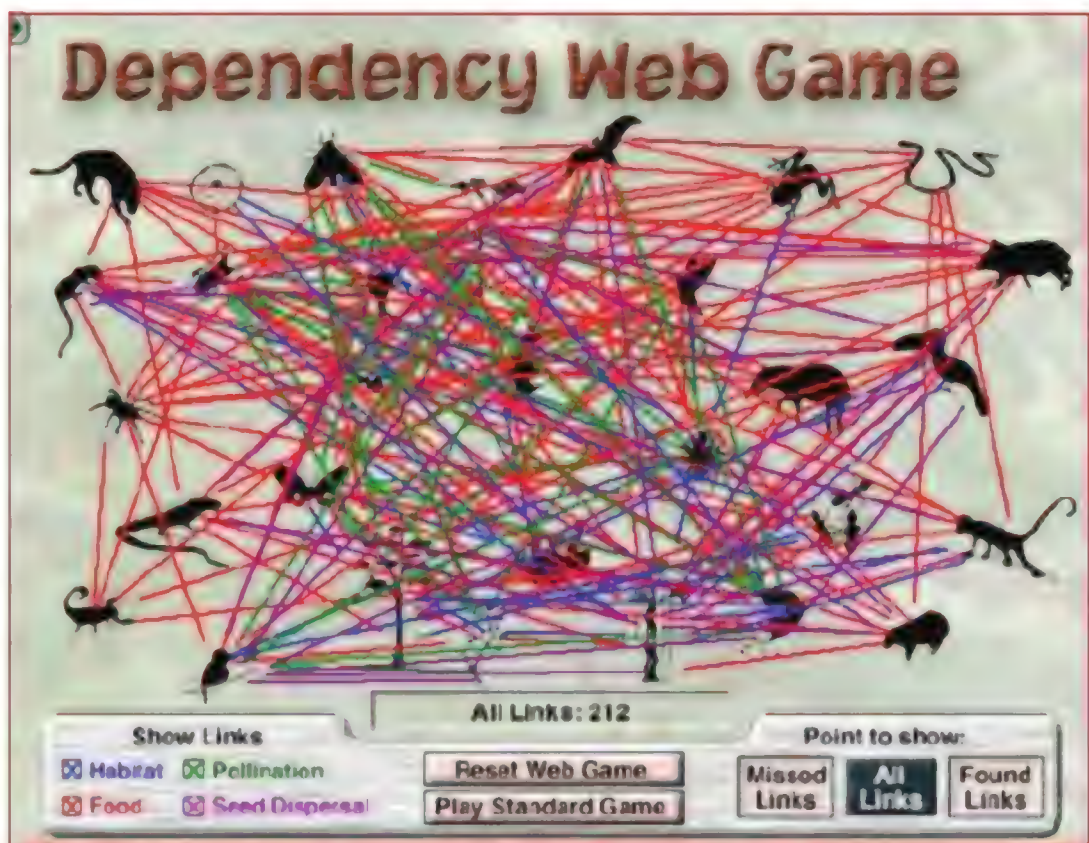 Dependency Web Game
All Links: 212
Show Links
Habitat Pollination
Food Seed Dispersal
Reset Web Game
Play Standard Game
Point to show:
Missed Links
All Links
Found Links